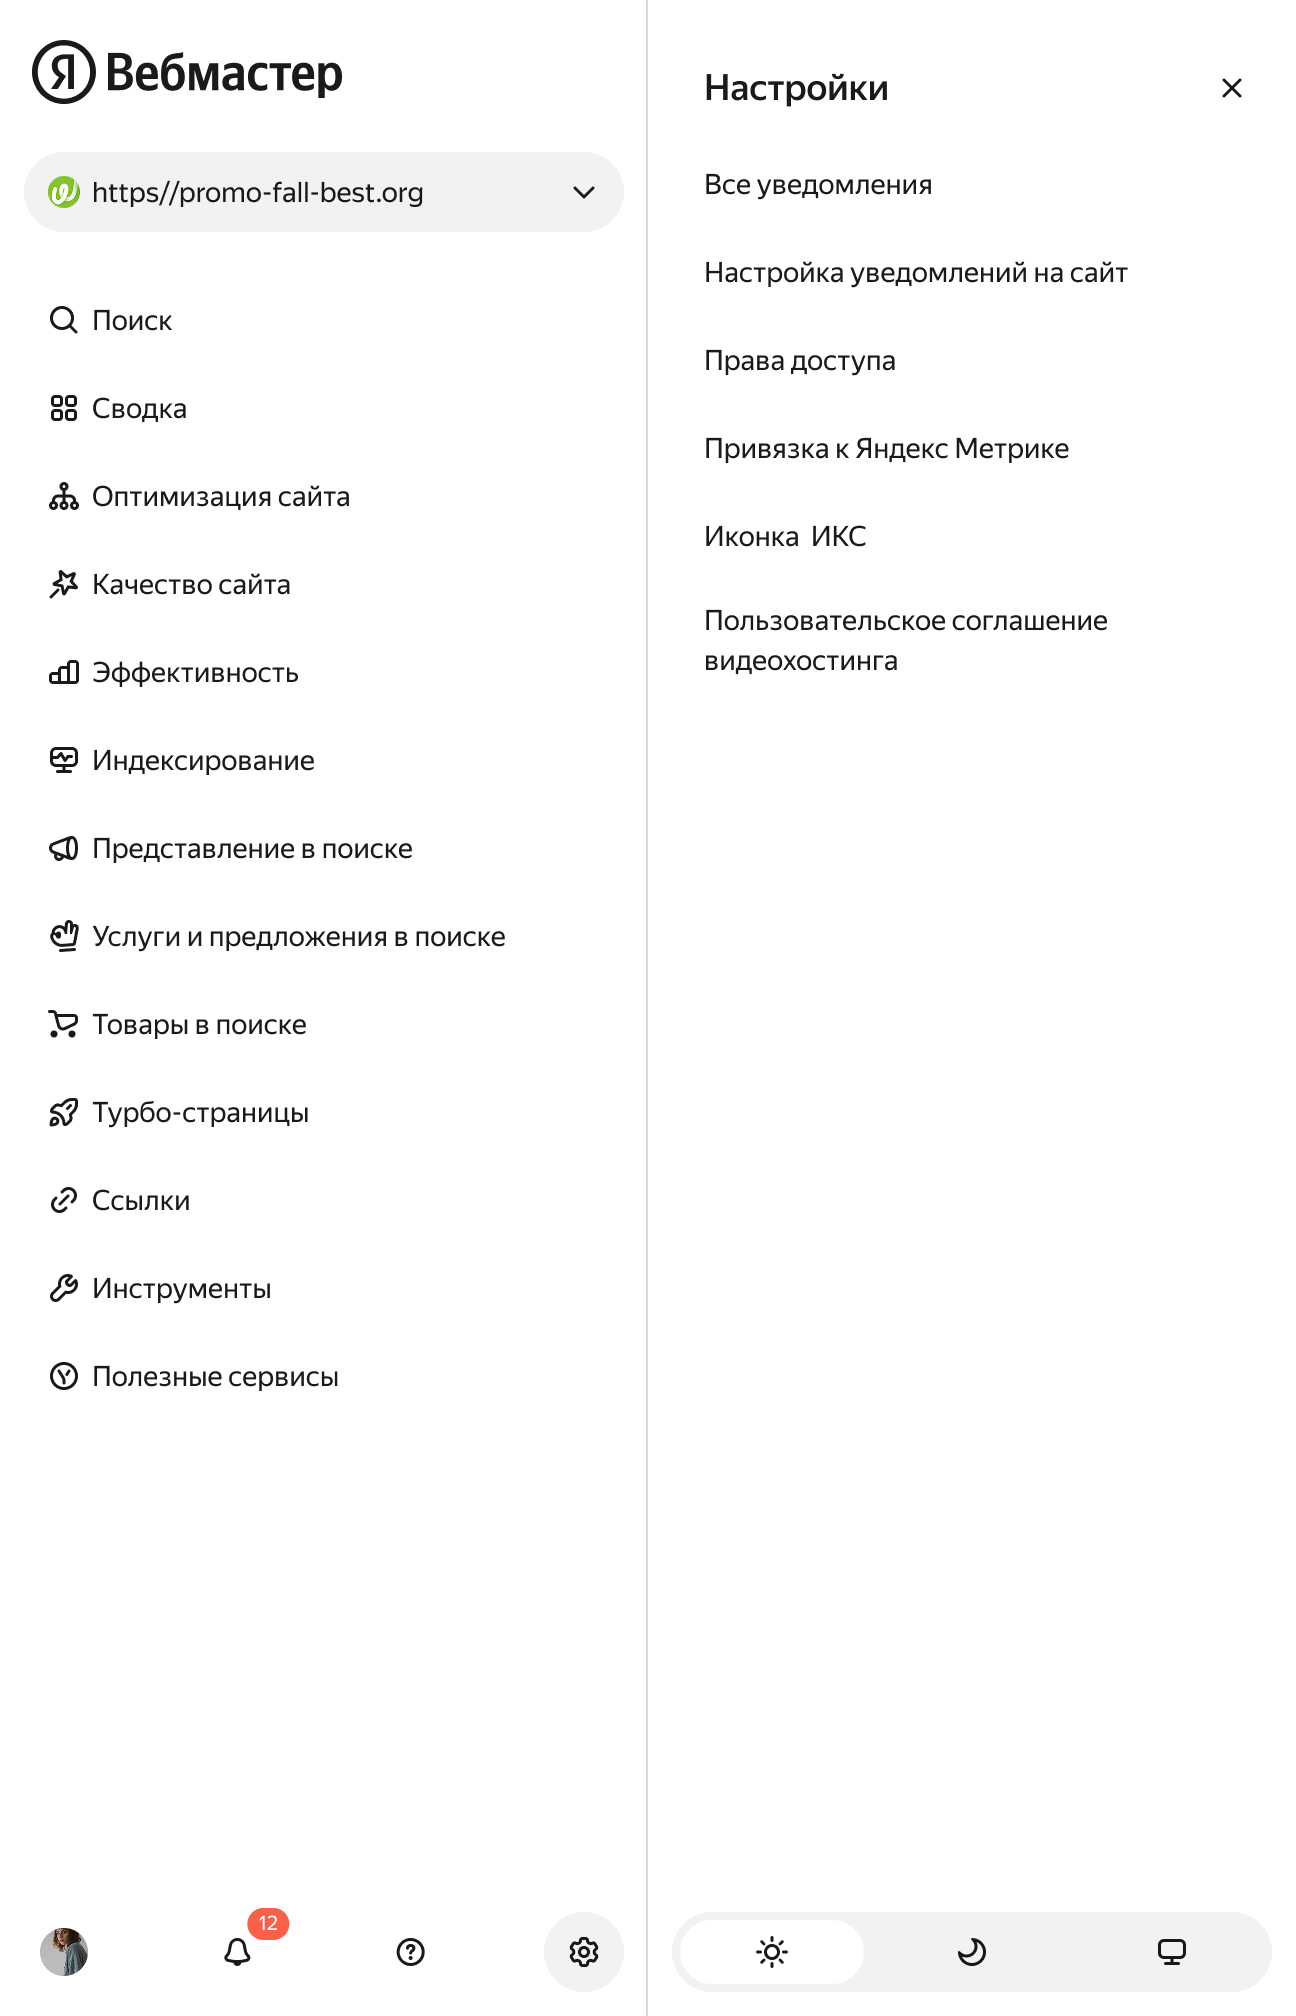 Я Вебмастер
https//promo-fall-best.org
Поиск
Сводка
Оптимизация сайта
Качество сайта
Эффективность
Индексирование
Представление в поиске
Услуги и предложения в поиске
Товары в поиске
Турбо-страницы
Ссылки
Инструменты
Полезные сервисы
12
Настройки
Все уведомления
Настройка уведомлений на сайт
Права доступа
Привязка к Яндекс Метрике
Иконка ИКС
Пользовательское соглашение
видеохостинга